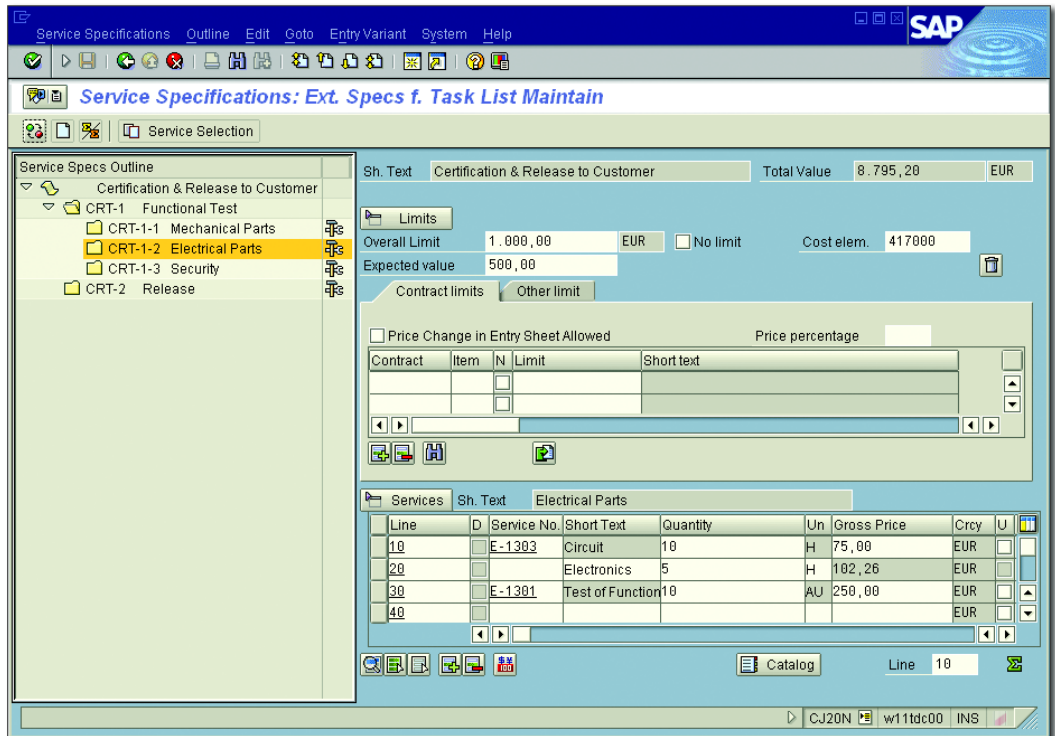 Service Specifications Outline Edit Goto Entry Variant System Help
SAP
Service Specifications: Ext. Specs f. Task List Maintain
Service Selection
Service Specs Outline
Certification & Release to Customer
CRT-1 Functional Test
CRT-1-1 Mechanical Parts
CRT-1-2 Electrical Parts
CRT-1-3 Security
CRT-2 Release
Sh. Text Certification & Release to Customer Total Value 8.795,20 EUR
Limits
Overall Limit 1.000,00 EUR No limit Cost elem. 417000
Expected value 500,00
Contract limits Other limit
Price Change in Entry Sheet Allowed Price percentage
Contract Item N Limit Short text
Services Sh. Text Electrical Parts
Line D Service No. Short Text Quantity Un Gross Price Crcy U
10 E-1303 Circuit 10 H 75,00 EUR
20 Electronics 5 H 102,26 EUR
30 E-1301 Test of Function 10 AU 250,00 EUR
40 EUR
Catalog Line 10
CJ20N w11tdc00 INS